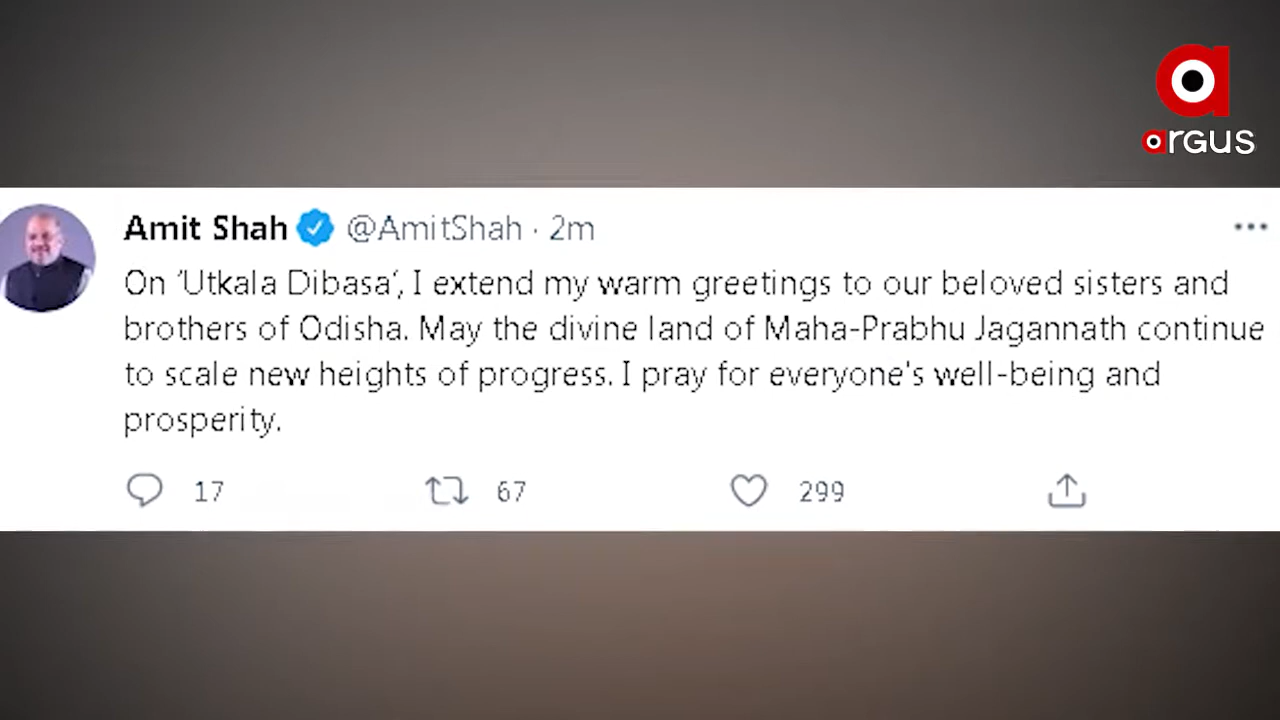 argus
Amit Shah @AmitShah · 2m
On ‘Utkala Dibasa‘, I extend my warm greetings to our beloved sisters and
brothers of Odisha. May the divine land of Maha-Prabhu Jagannath continue
to scale new heights of progress. I pray for everyone's well-being and
prosperity.
17 67 299